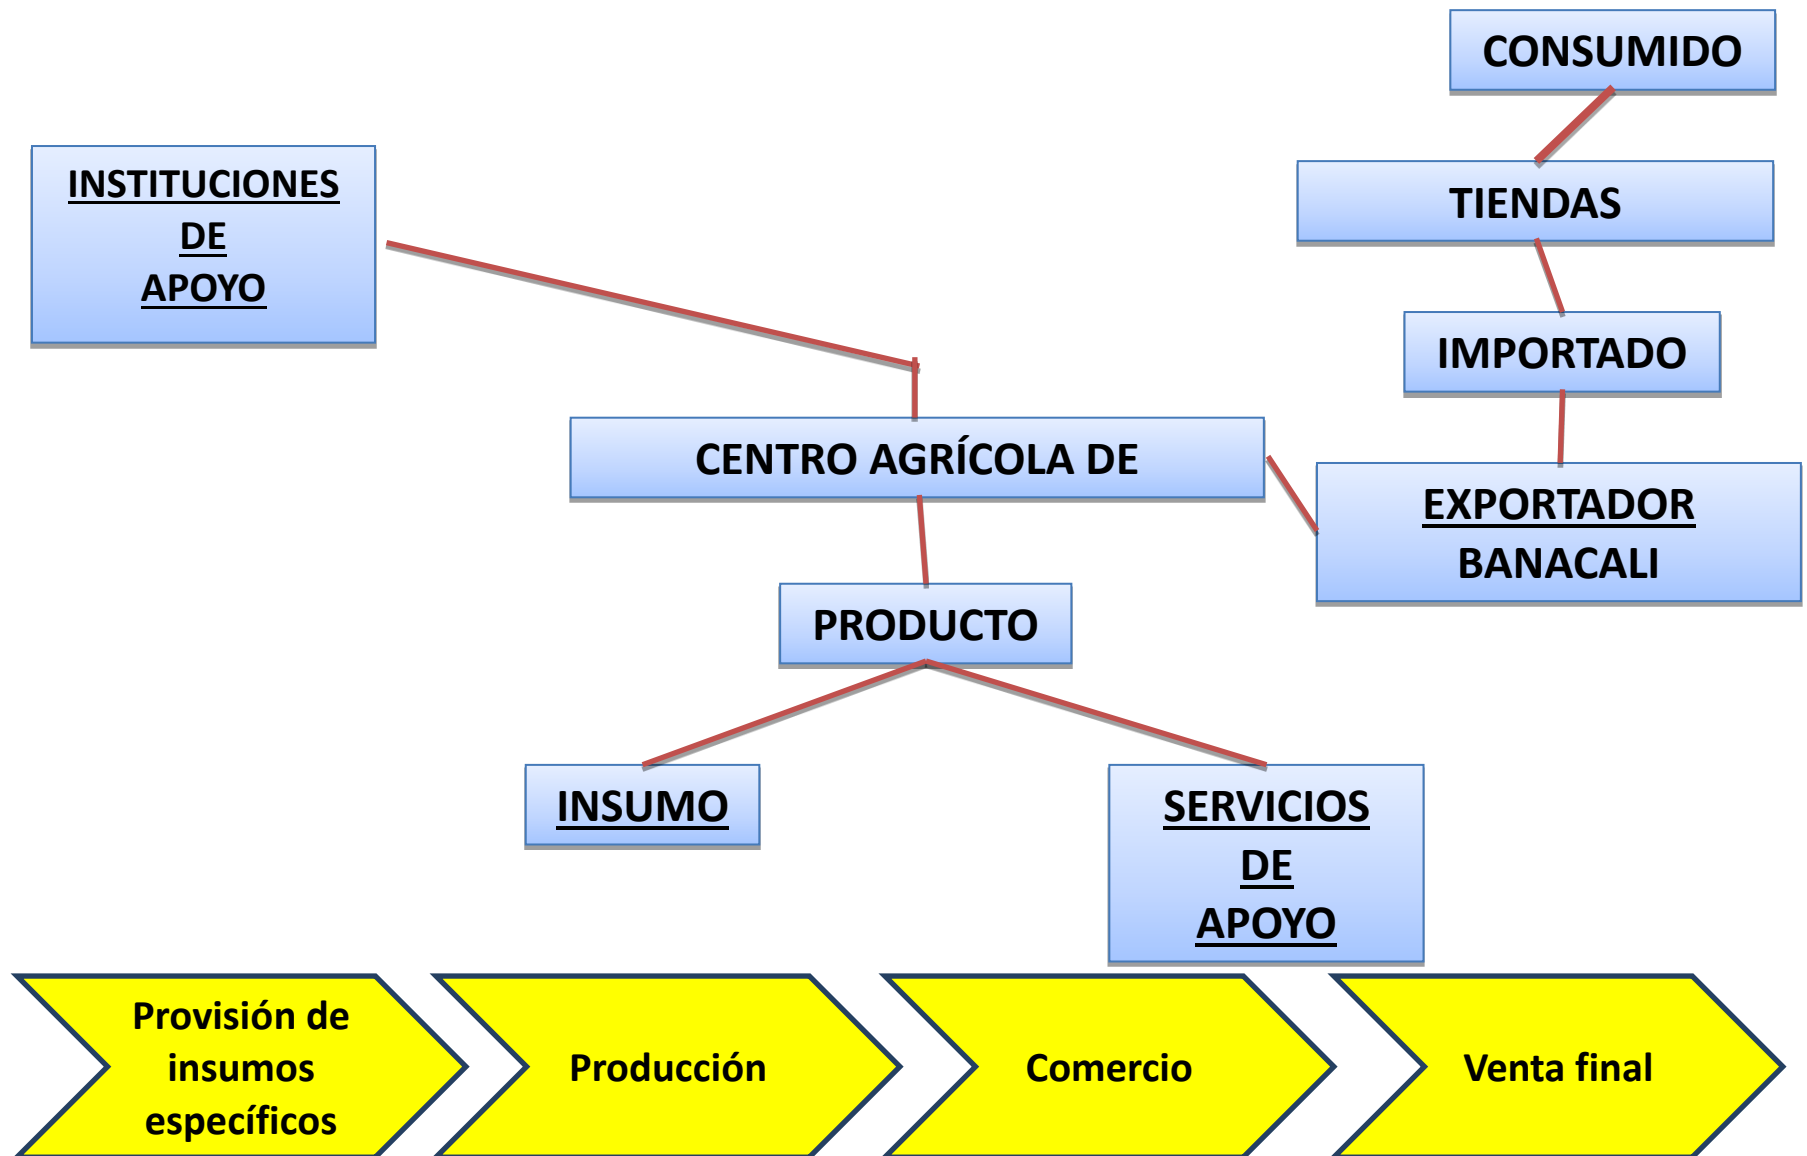 CONSUMIDO
INSTITUCIONES
DE
APOYO
TIENDAS
IMPORTADO
CENTRO AGRÍCOLA DE
EXPORTADOR
BANACALI
PRODUCTO
INSUMO
SERVICIOS
DE
APOYO
Provisión de
insumos
específicos
Producción
Comercio
Venta final